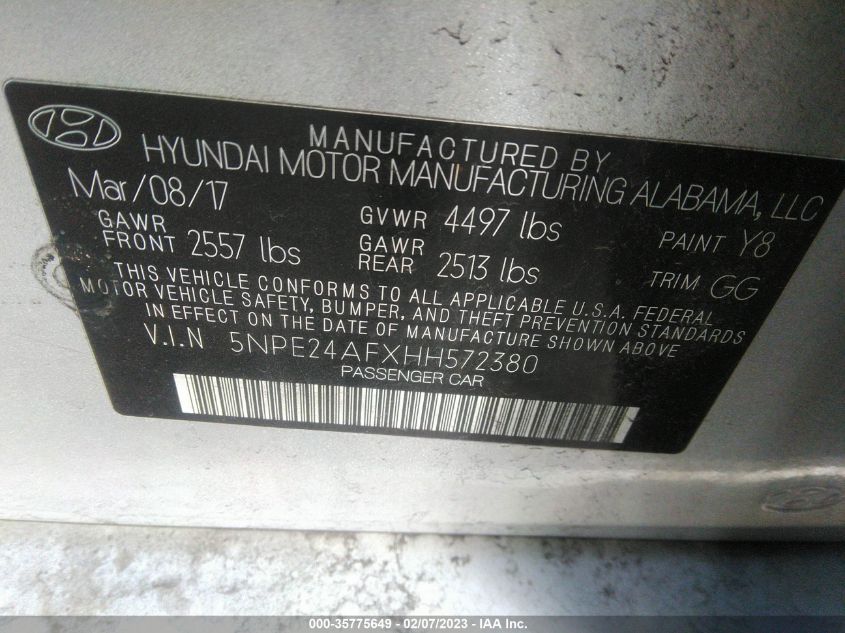 MANUFACTURED BY
HYUNDAI MOTOR MANUFACTURING ALABAMA, LLC
Mar/08/17
GAWR FRONT 2557 lbs
GVWR 4497 lbs
GAWR REAR 2513 lbs
PAINT Y8
TRIM GG
THIS VEHICLE CONFORMS TO ALL APPLICABLE U.S.A. FEDERAL
MOTOR VEHICLE SAFETY, BUMPER, AND THEFT PREVENTION STANDARDS
IN EFFECT ON THE DATE OF MANUFACTURE SHOWN ABOVE.
V.I.N 5NPE24AFXHH572380
PASSENGER CAR
000-35775649 - 02/07/2023 - IAA Inc.